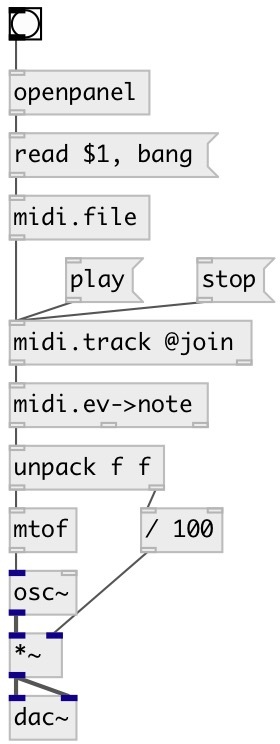 openpanel
read $1, bang
midi.file
play
stop
midi.track @join
midi.ev->note
unpack f f
mtof
/ 100
osc~
*~
dac~